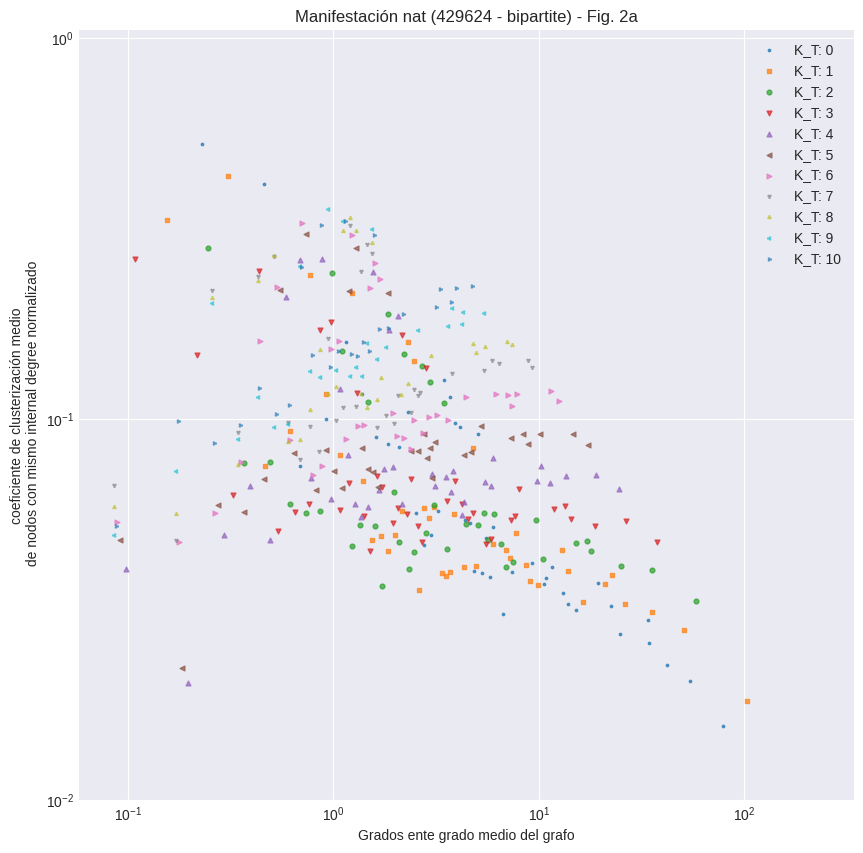 Manifestación nat (429624 - bipartite) - Fig. 2a
10⁰
10⁻¹
10⁻²
coeficiente de clusterización medio
de nodos con mismo internal degree normalizado
K_T: 0
K_T: 1
K_T: 2
K_T: 3
K_T: 4
K_T: 5
K_T: 6
K_T: 7
K_T: 8
K_T: 9
K_T: 10
10⁻¹
10⁰
10¹
10²
Grados ente grado medio del grafo